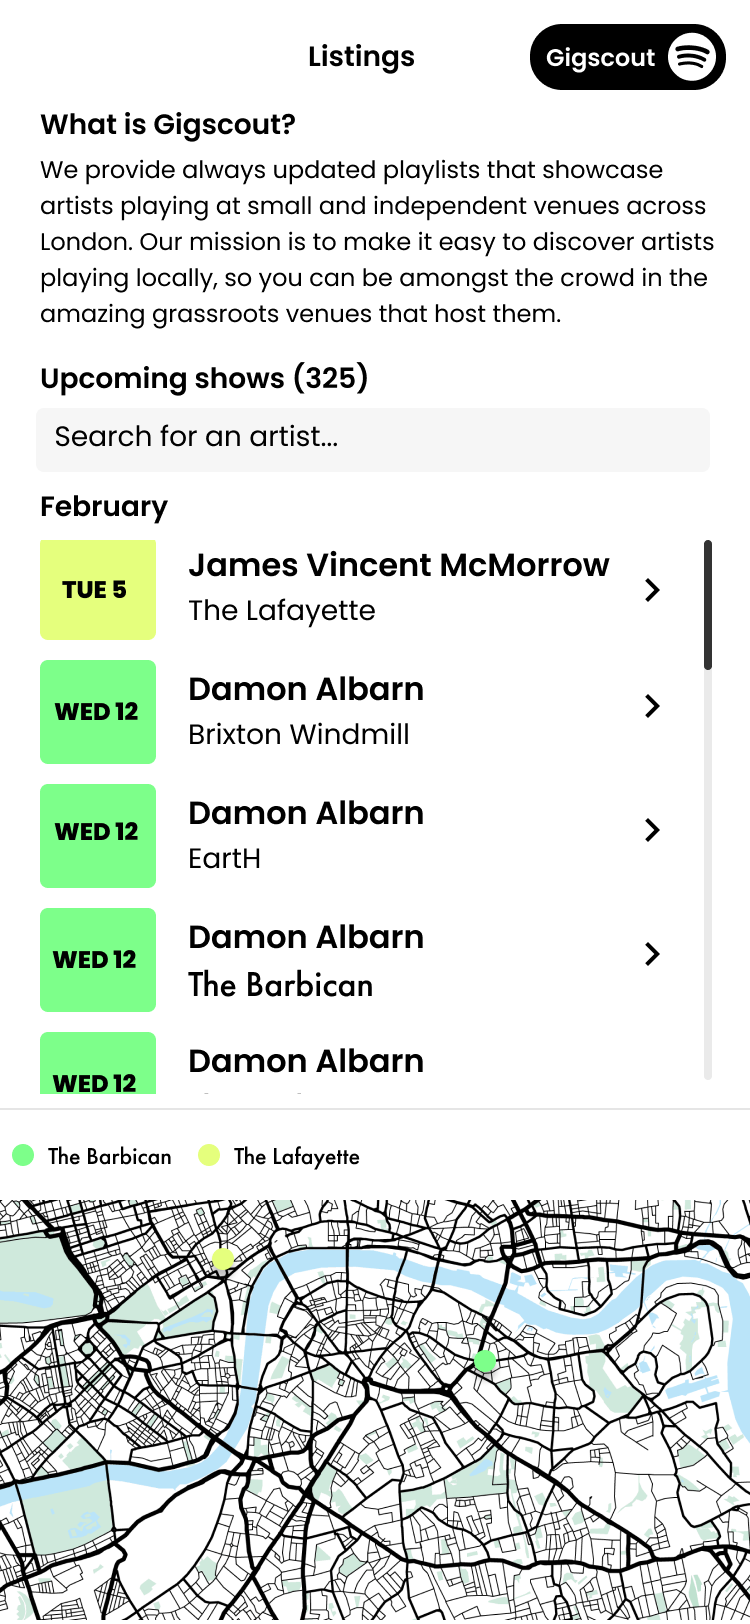 Listings
Gigscout
What is Gigscout?
We provide always updated playlists that showcase
artists playing at small and independent venues across
London. Our mission is to make it easy to discover artists
playing locally, so you can be amongst the crowd in the
amazing grassroots venues that host them.
Upcoming shows (325)
Search for an artist...
February
TUE 5
James Vincent McMorrow
The Lafayette
WED 12
Damon Albarn
Brixton Windmill
WED 12
Damon Albarn
EartH
WED 12
Damon Albarn
The Barbican
WED 12
Damon Albarn
The Barbican
The Lafayette